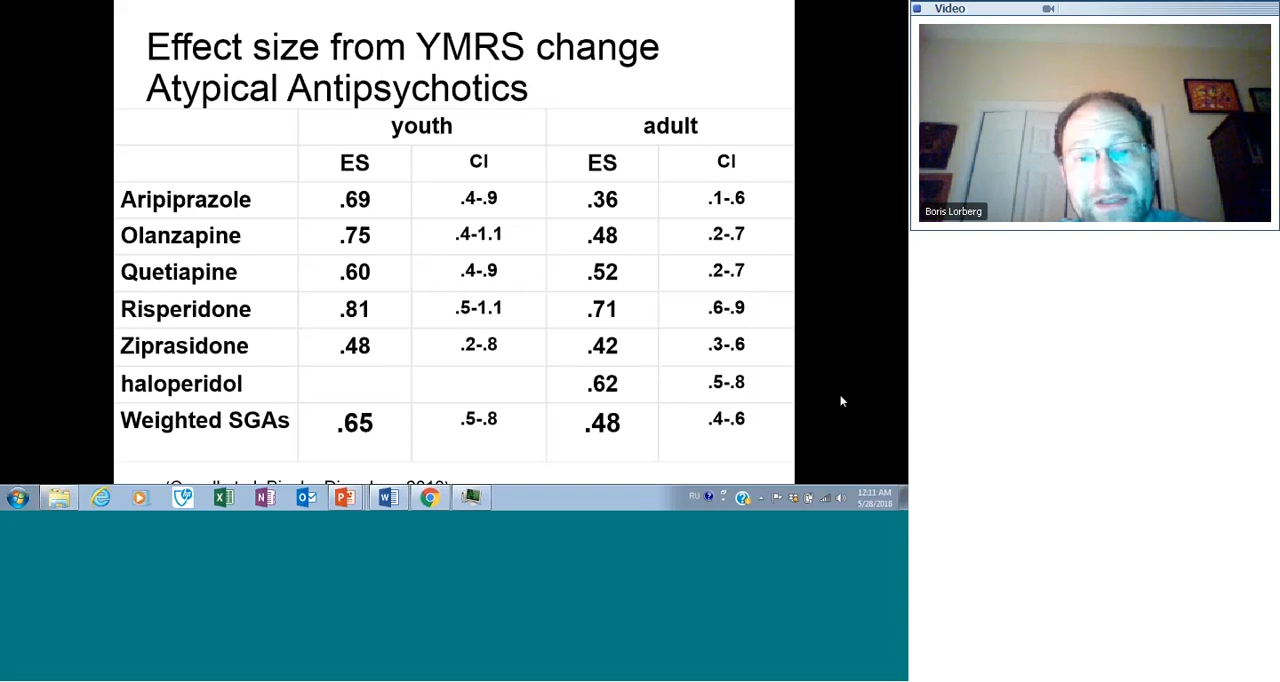 Effect size from YMRS change
Atypical Antipsychotics
youth adult
ES CI ES CI
Aripiprazole .69 .4-.9 .36 .1-.6
Olanzapine .75 .4-1.1 .48 .2-.7
Quetiapine .60 .4-.9 .52 .2-.7
Risperidone .81 .5-1.1 .71 .6-.9
Ziprasidone .48 .2-.8 .42 .3-.6
haloperidol .62 .5-.8
Weighted SGAs .65 .5-.8 .48 .4-.6
RU
12:11 AM
5/28/2018
Video
Boris Lorberg